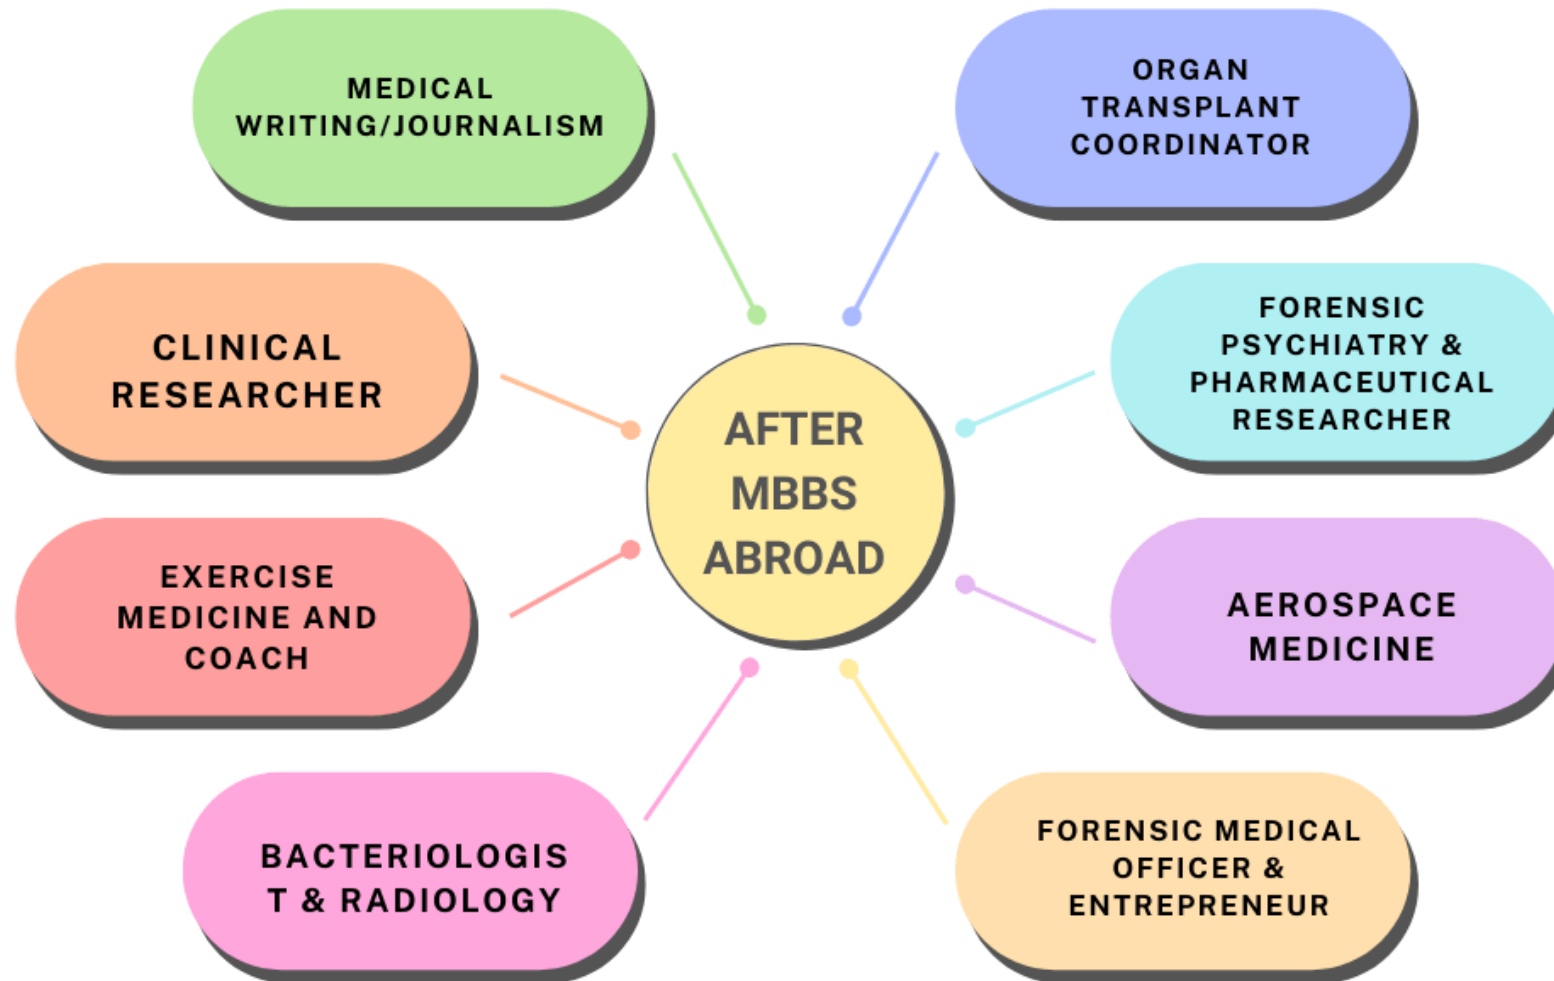 MEDICAL
WRITING/JOURNALISM
ORGAN
TRANSPLANT
COORDINATOR
CLINICAL
RESEARCHER
FORENSIC
PSYCHIATRY &
PHARMACEUTICAL
RESEARCHER
AFTER
MBBS
ABROAD
EXERCISE
MEDICINE AND
COACH
AEROSPACE
MEDICINE
BACTERIOLOGIS
T & RADIOLOGY
FORENSIC MEDICAL
OFFICER &
ENTREPRENEUR